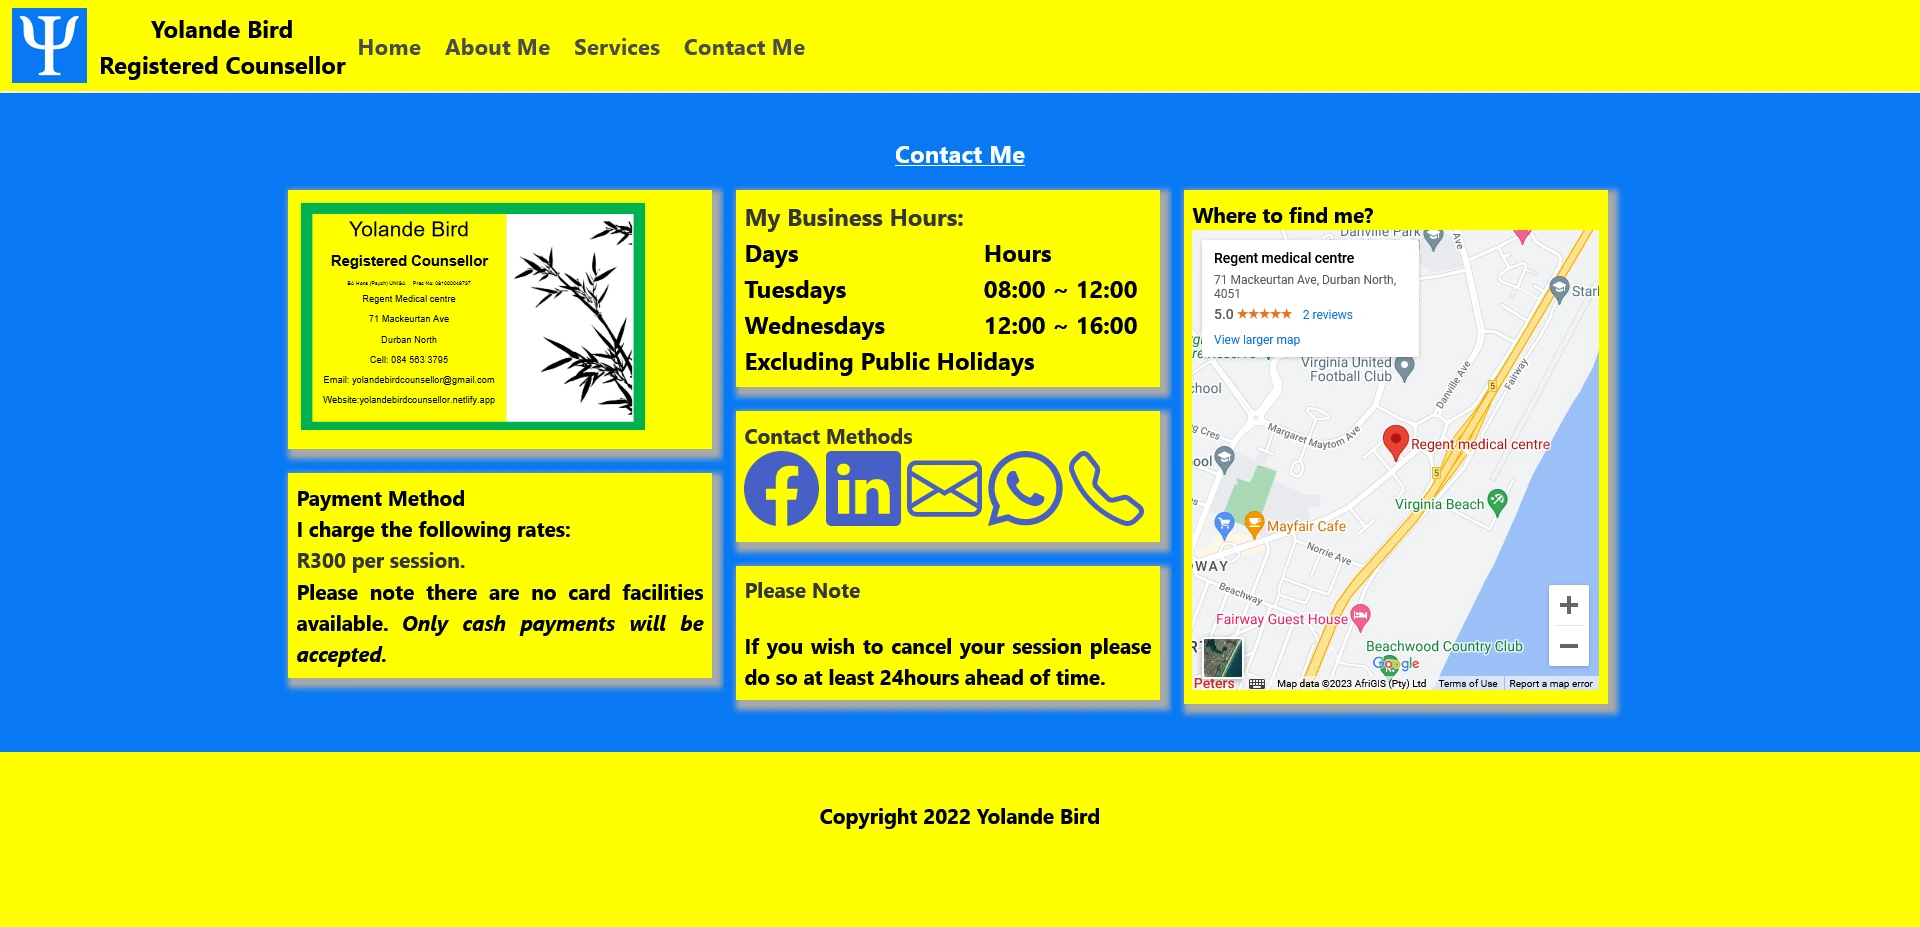 Yolande Bird
Registered Counsellor
Home About Me Services Contact Me
Contact Me
Yolande Bird
Registered Counsellor
Regent Medical centre
71 Mackeurtan Ave
Durban North
Cell: 084 563 3795
Email: yolandebirdcounsellor@gmail.com
Website:yolandebirdcounsellor.netlify.app
Payment Method
I charge the following rates:
R300 per session.
Please note there are no card facilities
available. Only cash payments will be
accepted.
My Business Hours:
Days Hours
Tuesdays 08:00 ~ 12:00
Wednesdays 12:00 ~ 16:00
Excluding Public Holidays
Contact Methods
in
Please Note
If you wish to cancel your session please
do so at least 24hours ahead of time.
Where to find me?
Danville Park
Ave
Regent medical centre
71 Mackeurtan Ave, Durban North,
4051
5.0 2 reviews
View larger map
Virginia United
Football Club
hool
Danville Ave
5
Fairway
g Cres
Margaret Maytom Ave
ool
Regent medical centre
5
Virginia Beach
Mayfair Cafe
Norrie Ave
WAY
Beachway
Fairway Guest House
Beachwood Country Club
Google
Peters
Map data ©2023 AfriGIS (Pty) Ltd Terms of Use Report a map error
Copyright 2022 Yolande Bird